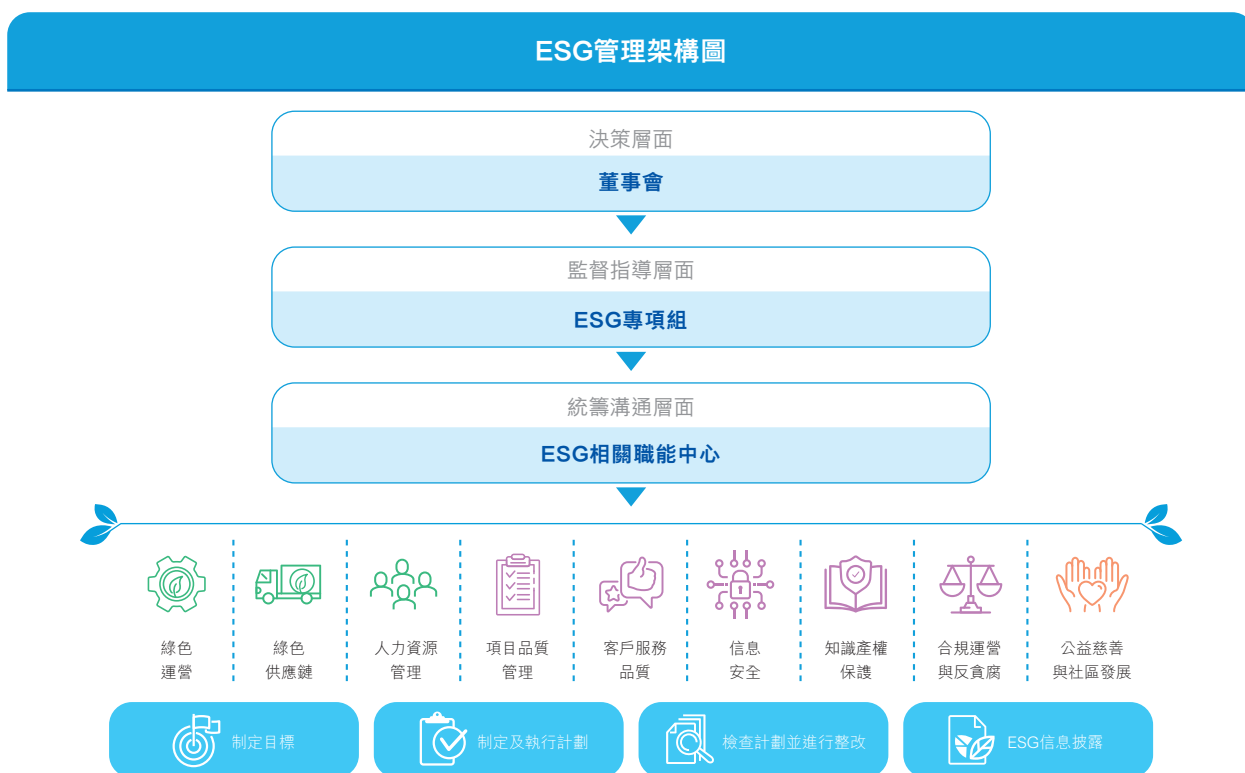 ESG管理架構圖
決策層面
董事會
監督指導層面
ESG專項組
統籌溝通層面
ESG相關職能中心
綠色
運營
綠色
供應鏈
人力資源
管理
項目品質
管理
客戶服務
品質
信息
安全
知識產權
保護
合規運營
與反貪腐
公益慈善
與社區發展
制定目標
制定及執行計劃
檢查計劃並進行整改
ESG信息披露